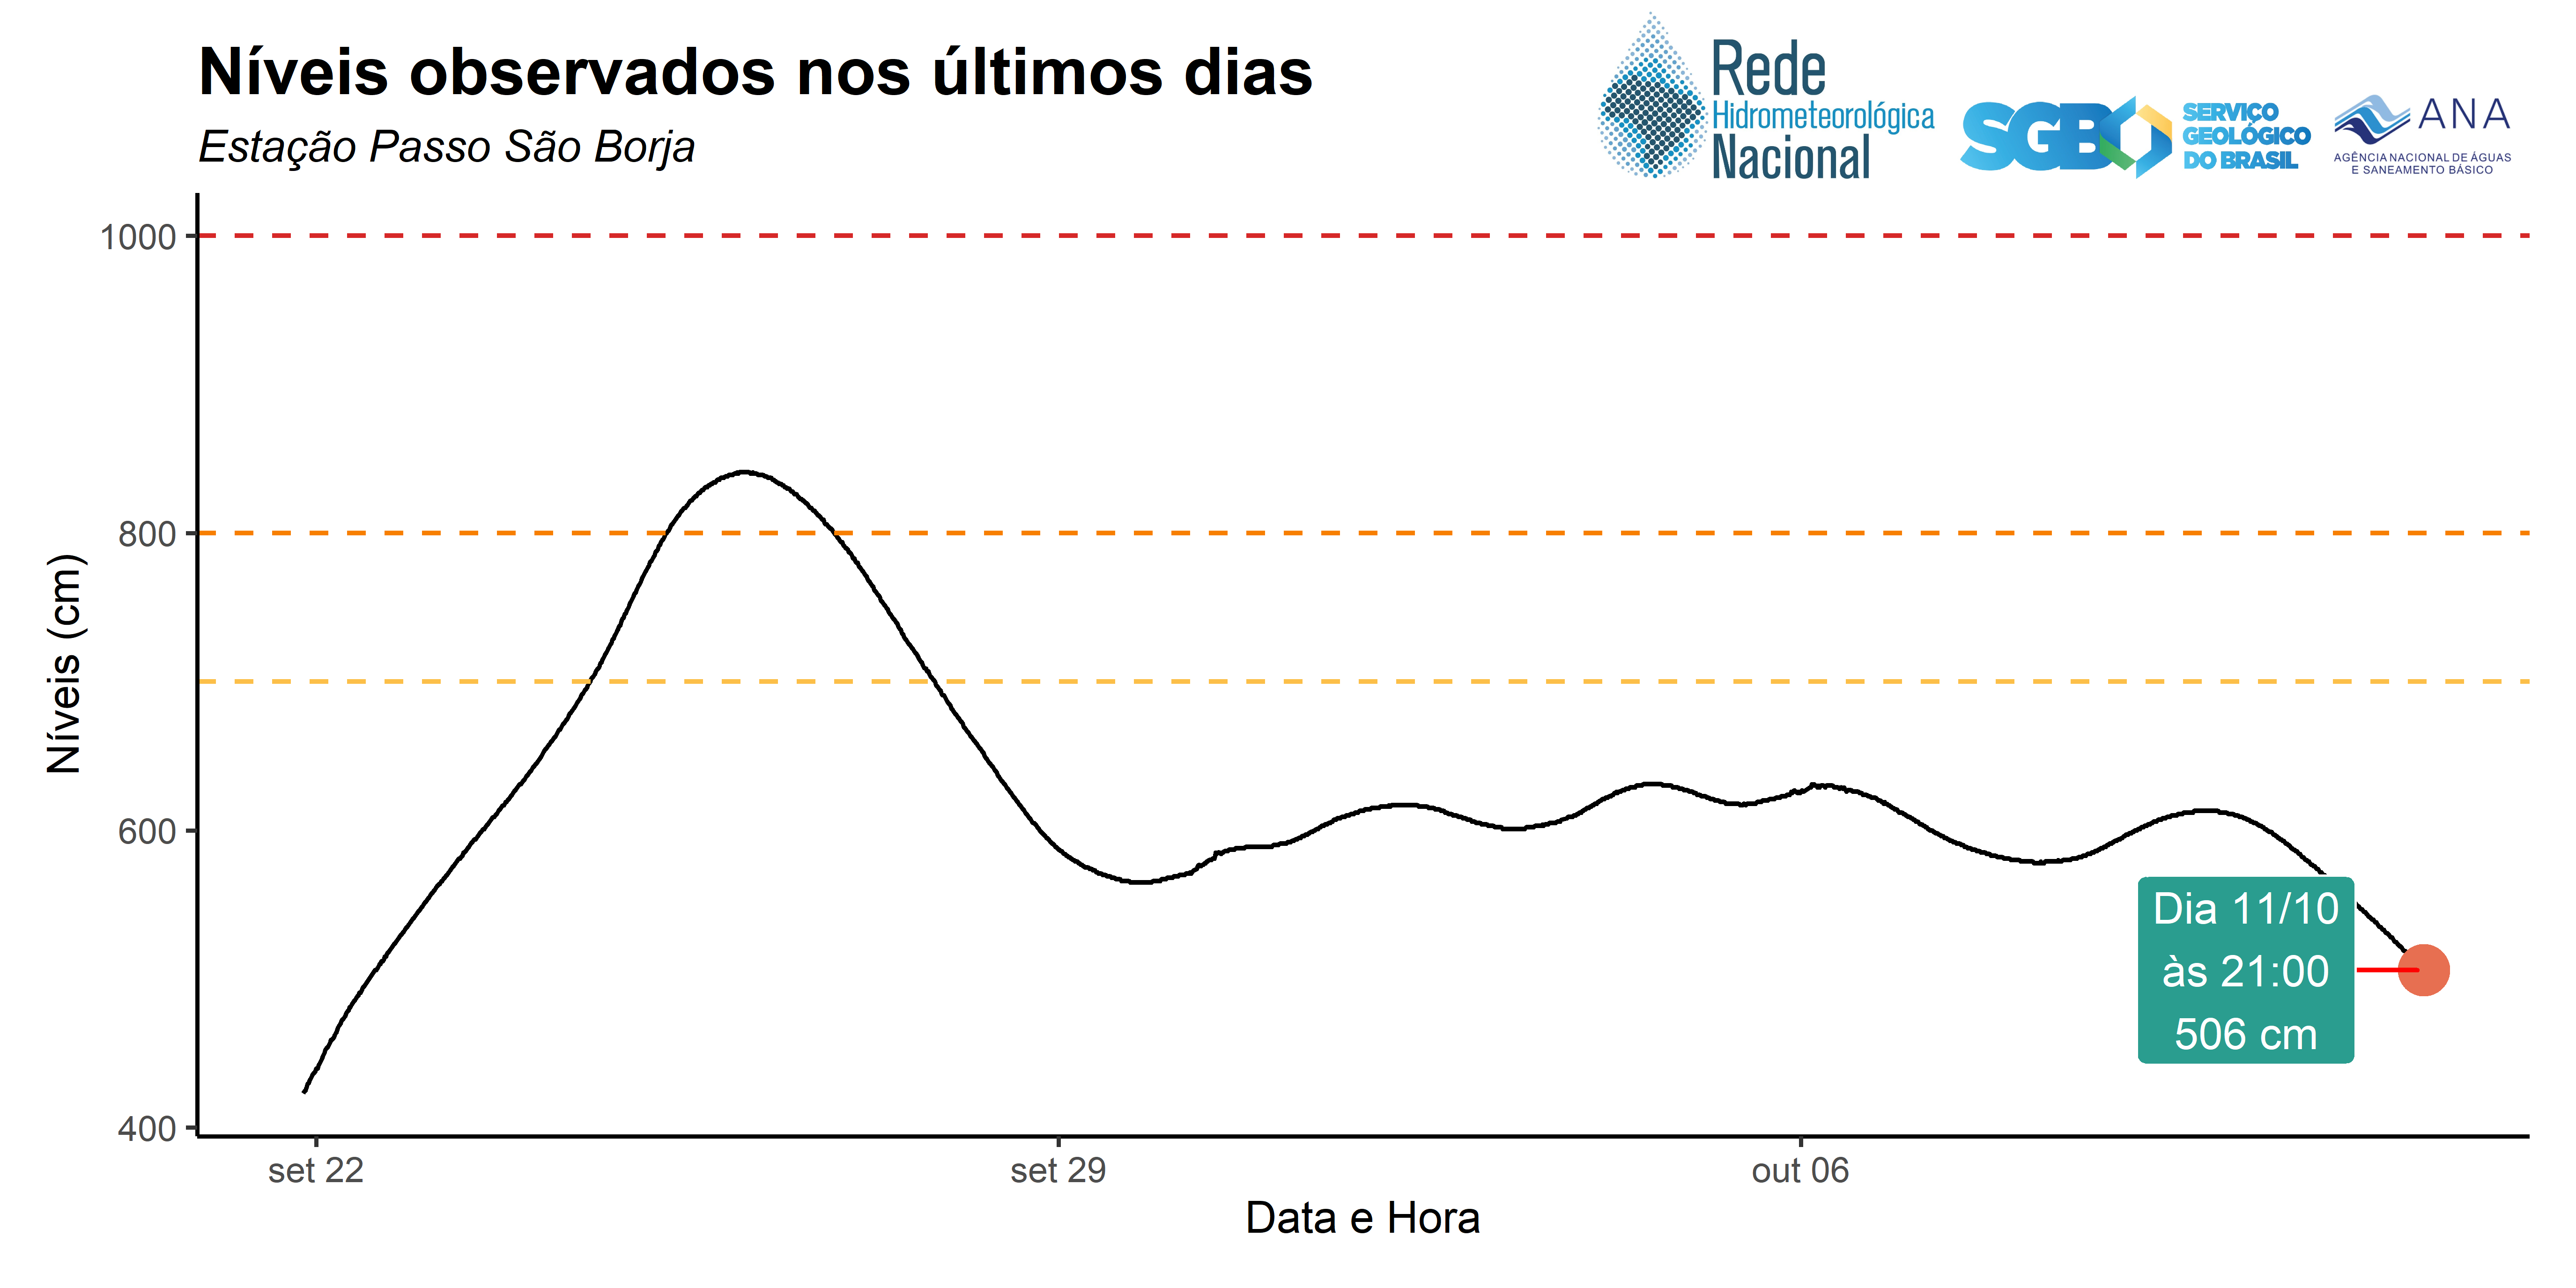 Níveis observados nos últimos dias
Estação Passo São Borja
Rede
Hidrometeorológica
Nacional
SGB
SERVIÇO
GEOLÓGICO
DO BRASIL
ANA
AGÊNCIA NACIONAL DE ÁGUAS
E SANEAMENTO BÁSICO
Níveis (cm)
1000
800
600
400
Dia 11/10
às 21:00
506 cm
set 22
set 29
out 06
Data e Hora